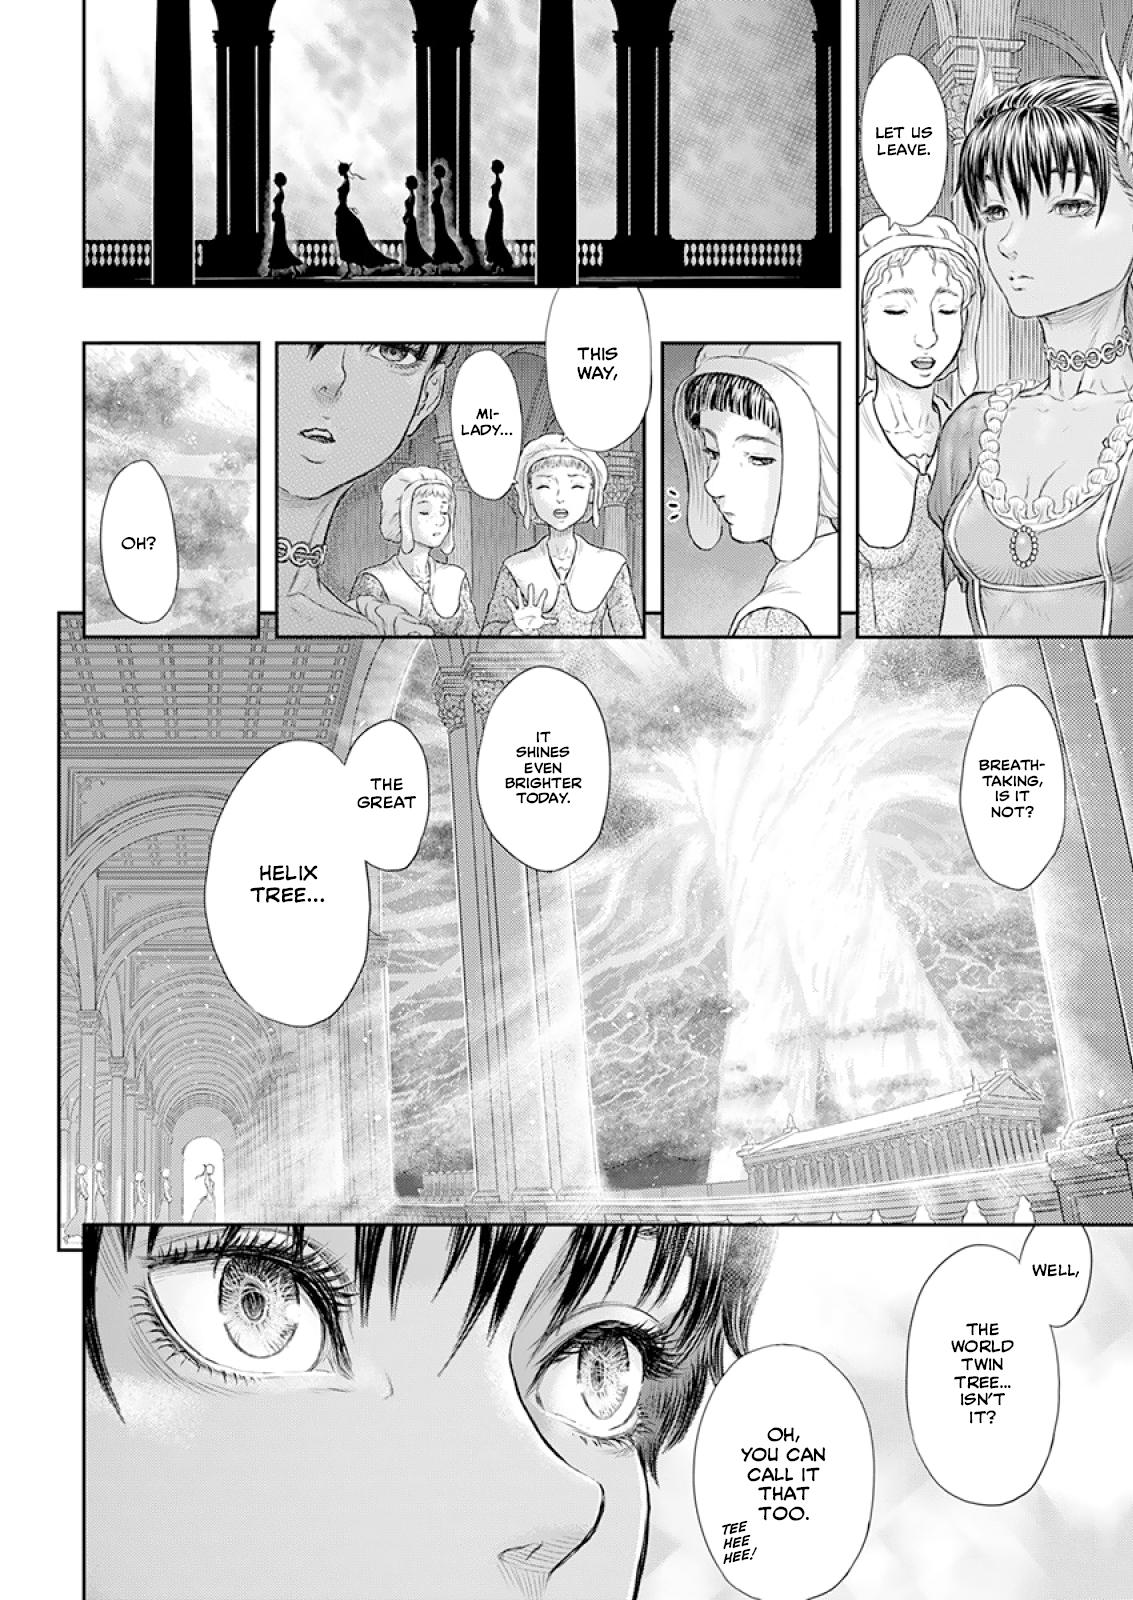 LET US
LEAVE.
THIS
WAY,
MI-
LADY...
OH?
BREATH-
TAKING,
IS IT
NOT?
IT
SHINES
EVEN
BRIGHTER
TODAY.
THE
GREAT
HELIX
TREE...
WELL,
THE
WORLD
TWIN
TREE...
ISN'T
IT?
OH,
YOU CAN
CALL IT
THAT
TOO.
TEE
HEE
HEE!